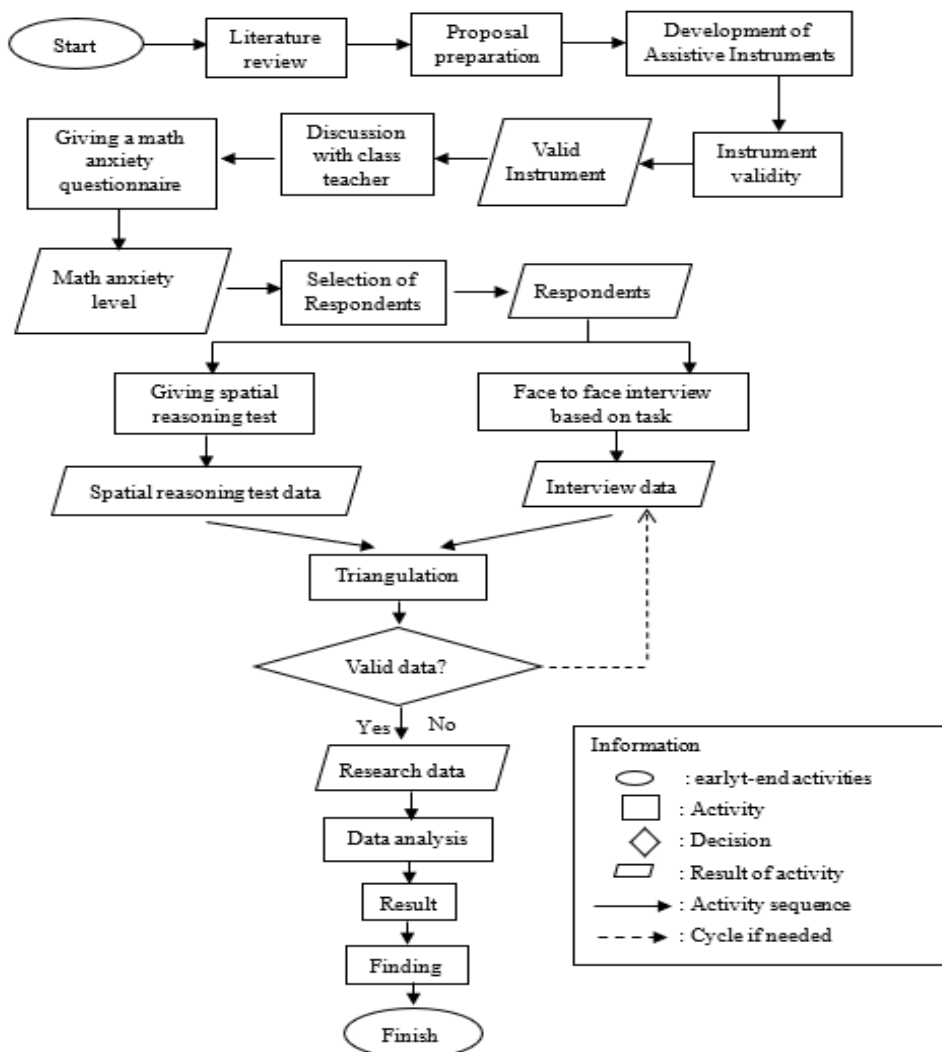 Start
Literature
review
Proposal
preparation
Development of
Assistive Instruments
Giving a math
anxiety
questionnaire
Discussion
with class
teacher
Valid
Instrument
Instrument
validity
Math anxiety
level
Selection of
Respondents
Respondents
Giving spatial
reasoning test
Face to face interview
based on task
Spatial reasoning test data
Interview data
Triangulation
Valid data?
Yes No
Research data
Data analysis
Result
Finding
Finish
Information
: earlyt-end activities
: Activity
: Decision
: Result of activity
: Activity sequence
: Cycle if needed